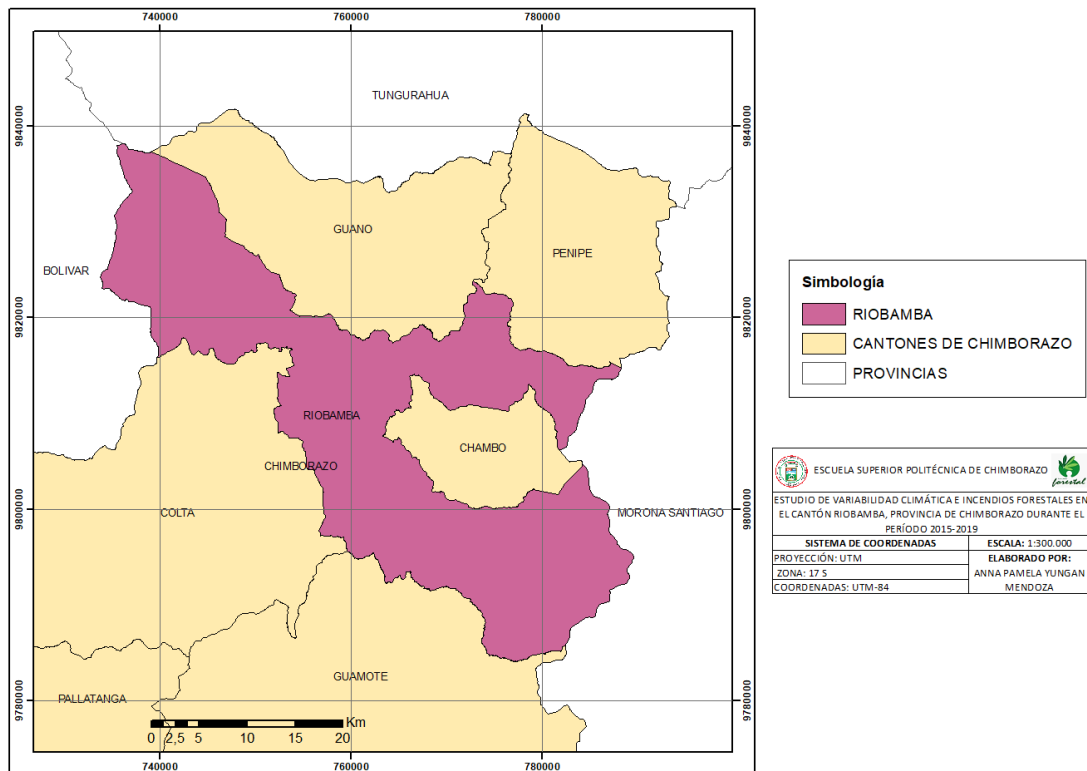 740000 760000 780000
TUNGURAHUA
9840000 9840000
GUANO
PENIPE
BOLIVAR
9820000 9820000
RIOBAMBA
CHAMBO
CHIMBORAZO
COLTA
MORONA SANTIAGO
9800000 9800000
GUAMOTE
PALLATANGA
9780000 9780000
Km
0 2,5 5 10 15 20
740000 760000 780000
Simbología
RIOBAMBA
CANTONES DE CHIMBORAZO
PROVINCIAS
ESCUELA SUPERIOR POLITÉCNICA DE CHIMBORAZO
forestal
ESTUDIO DE VARIABILIDAD CLIMÁTICA E INCENDIOS FORESTALES EN
EL CANTÓN RIOBAMBA, PROVINCIA DE CHIMBORAZO DURANTE EL
PERÍODO 2015-2019
SISTEMA DE COORDENADAS
PROYECCIÓN: UTM
ZONA: 17 S
COORDENADAS: UTM-84
ESCALA: 1:300.000
ELABORADO POR:
ANNA PAMELA YUNGAN
MENDOZA